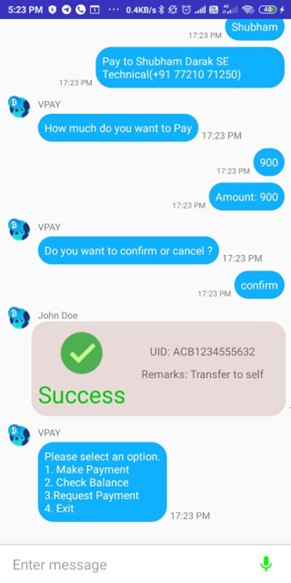 5:23 PM ... 0.4KB/s 48
Shubham
17:23 PM
Pay to Shubham Darak SE
Technical(+91 77210 71250)
17:23 PM
VPAY
How much do you want to Pay
17:23 PM
900
17:23 PM
Amount: 900
17:23 PM
VPAY
Do you want to confirm or cancel ?
17:23 PM
confirm
17:23 PM
John Doe
UID: ACB1234555632
Remarks: Transfer to self
Success
VPAY
Please select an option.
1. Make Payment
2. Check Balance
3.Request Payment
4. Exit
17:23 PM
Enter message